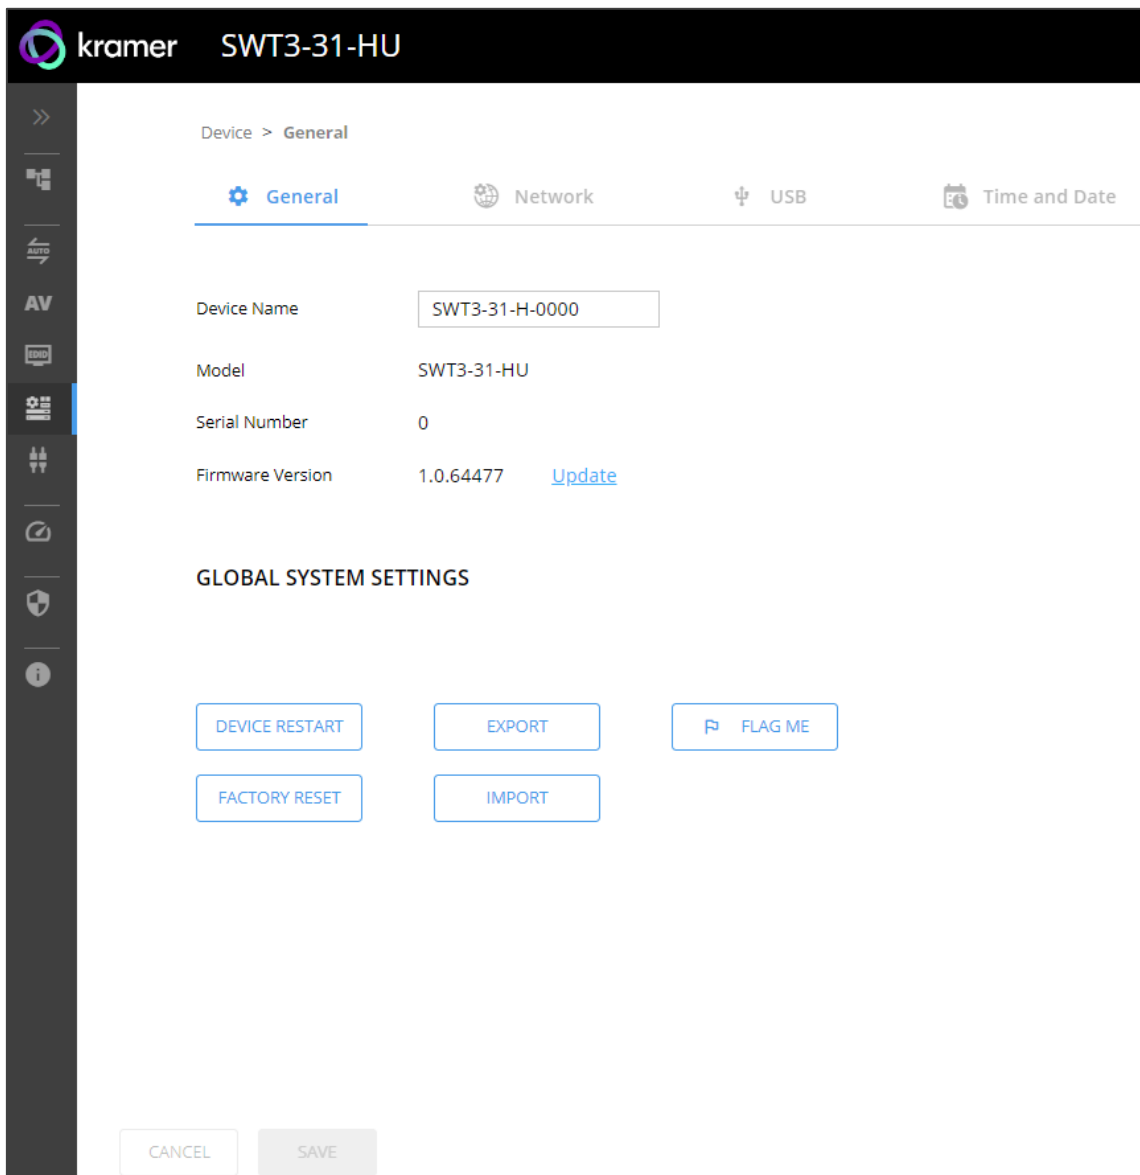 kramer SWT3-31-HU
Device > General
General Network USB Time and Date
AUTO
AV
EDID
Device Name SWT3-31-H-0000
Model SWT3-31-HU
Serial Number 0
Firmware Version 1.0.64477 Update
GLOBAL SYSTEM SETTINGS
DEVICE RESTART EXPORT FLAG ME
FACTORY RESET IMPORT
CANCEL SAVE